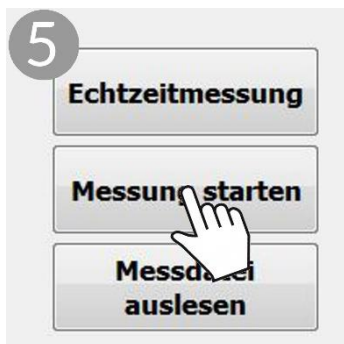 5
Echtzeitmessung
Messung starten
Messdatei
auslesen